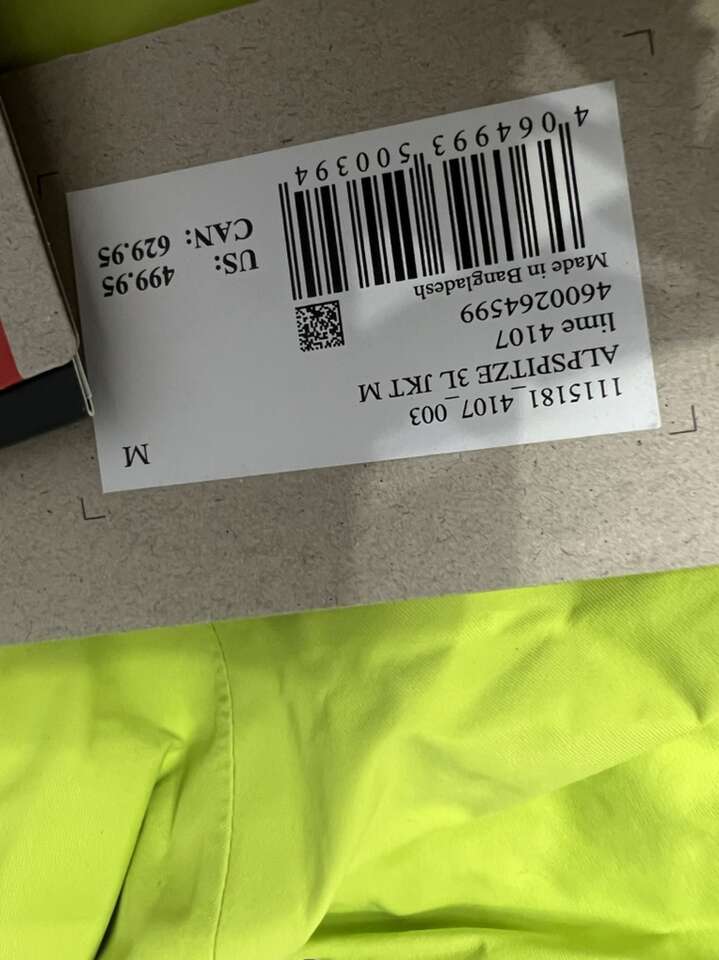 1115181_4107_003
ALPSPITZE 3L JKT M
lime 4107
4600264599
Made in Bangladesh
4 064993 500394
M
US: 499.95
CAN: 629.95